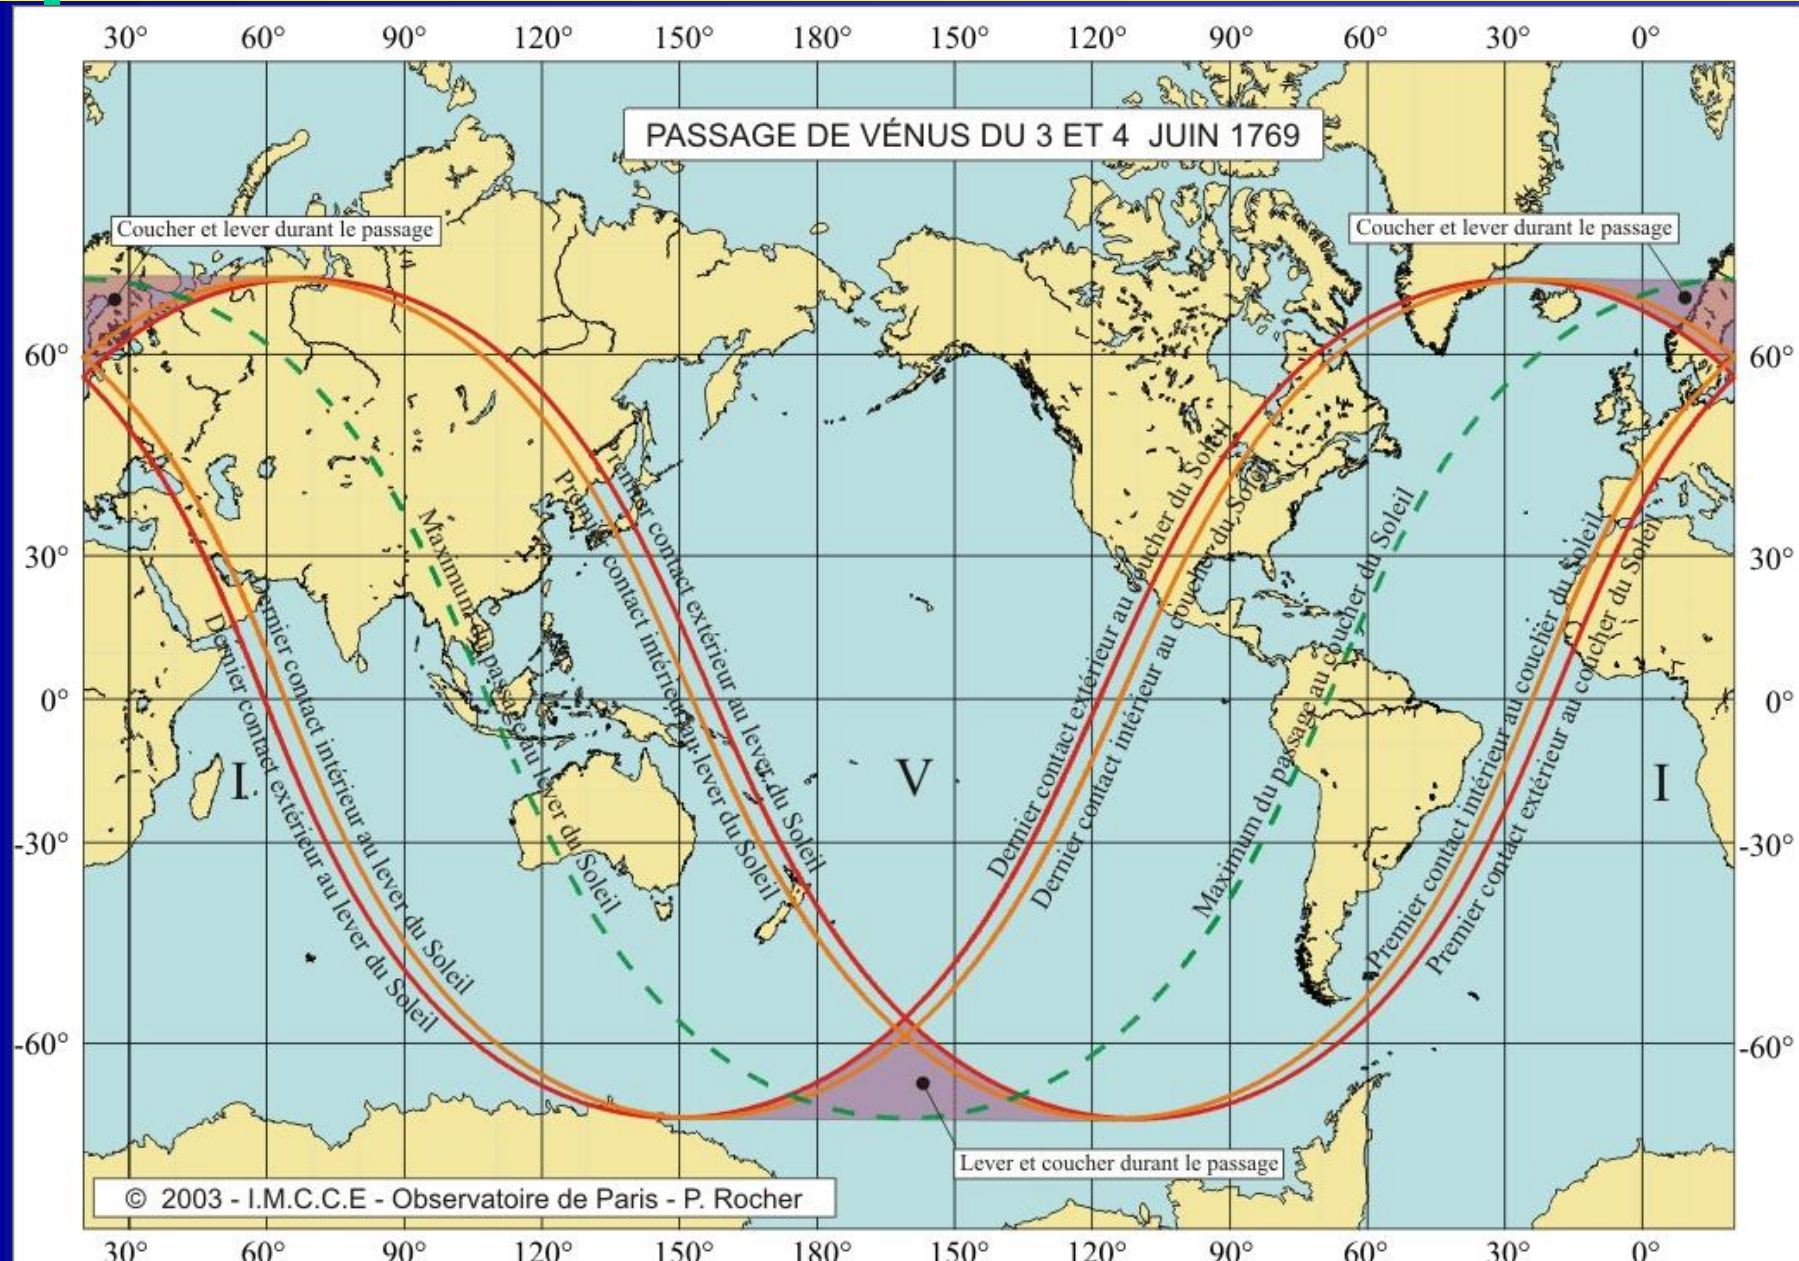 30° 60° 90° 120° 150° 180° 150° 120° 90° 60° 30° 0°
PASSAGE DE VÉNUS DU 3 ET 4 JUIN 1769
Coucher et lever durant le passage
Coucher et lever durant le passage
60° 60°
30° 30°
0° 0°
-30° -30°
-60° -60°
Dernier contact extérieur au lever du Soleil
Dernier contact intérieur au lever du Soleil
Maximum du passage au lever du Soleil
Premier contact intérieur au lever du Soleil
Premier contact extérieur au lever du Soleil
Dernier contact extérieur au coucher du Soleil
Dernier contact intérieur au coucher du Soleil
Maximum du passage au coucher du Soleil
Premier contact intérieur au coucher du Soleil
Premier contact extérieur au coucher du Soleil
I V I
Lever et coucher durant le passage
© 2003 - I.M.C.C.E - Observatoire de Paris - P. Rocher
30° 60° 90° 120° 150° 180° 150° 120° 90° 60° 30° 0°